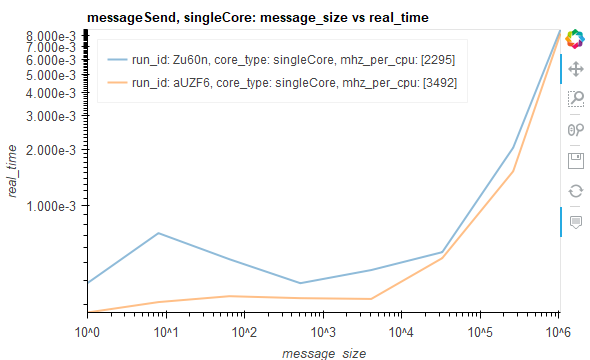 messageSend, singleCore: message_size vs real_time
run_id: Zu60n, core_type: singleCore, mhz_per_cpu: [2295]
run_id: aUZF6, core_type: singleCore, mhz_per_cpu: [3492]
8.000e-3
7.000e-3
6.000e-3
5.000e-3
4.000e-3
3.000e-3
2.000e-3
1.000e-3
real_time
10^0 10^1 10^2 10^3 10^4 10^5 10^6
message_size